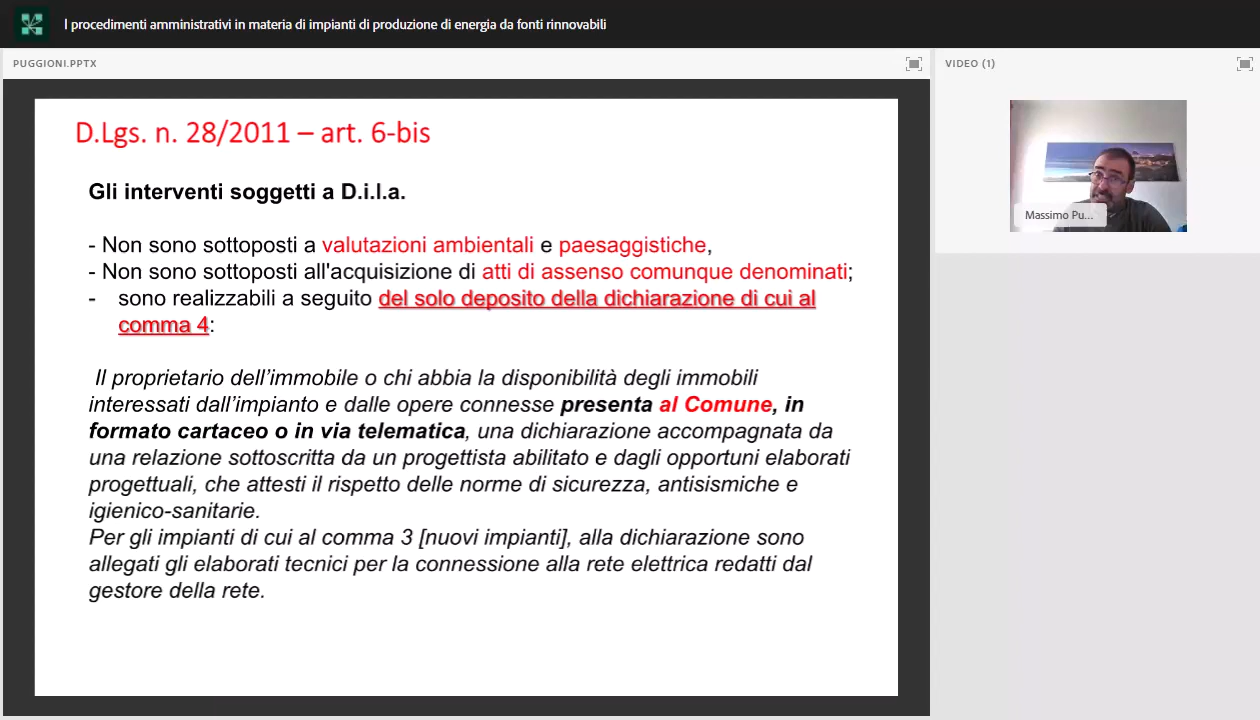 I procedimenti amministrativi in materia di impianti di produzione di energia da fonti rinnovabili
PUGGIONI.PPTX
VIDEO (1)
D.Lgs. n. 28/2011 – art. 6-bis
Gli interventi soggetti a D.i.l.a.
- Non sono sottoposti a valutazioni ambientali e paesaggistiche,
- Non sono sottoposti all'acquisizione di atti di assenso comunque denominati;
- sono realizzabili a seguito del solo deposito della dichiarazione di cui al
comma 4:
Il proprietario dell’immobile o chi abbia la disponibilità degli immobili
interessati dall’impianto e dalle opere connesse presenta al Comune, in
formato cartaceo o in via telematica, una dichiarazione accompagnata da
una relazione sottoscritta da un progettista abilitato e dagli opportuni elaborati
progettuali, che attesti il rispetto delle norme di sicurezza, antisismiche e
igienico-sanitarie.
Per gli impianti di cui al comma 3 [nuovi impianti], alla dichiarazione sono
allegati gli elaborati tecnici per la connessione alla rete elettrica redatti dal
gestore della rete.
Massimo Pu...